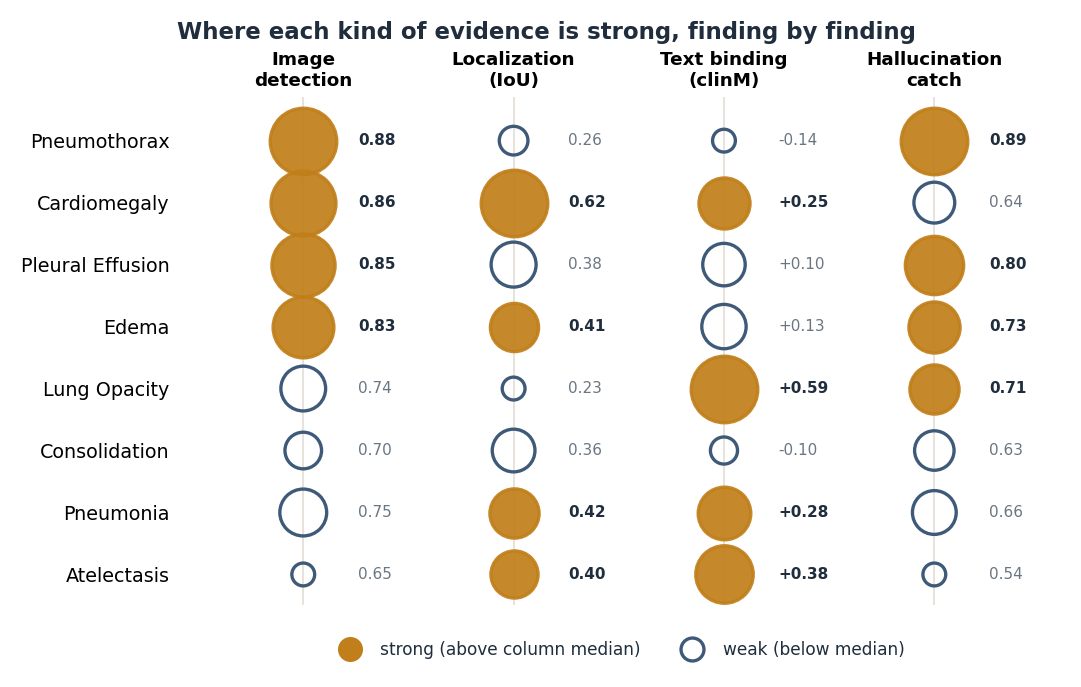 Where each kind of evidence is strong, finding by finding
Image detection
Localization (IoU)
Text binding (clinM)
Hallucination catch
Pneumothorax 0.88 0.26 -0.14 0.89
Cardiomegaly 0.86 0.62 +0.25 0.64
Pleural Effusion 0.85 0.38 +0.10 0.80
Edema 0.83 0.41 +0.13 0.73
Lung Opacity 0.74 0.23 +0.59 0.71
Consolidation 0.70 0.36 -0.10 0.63
Pneumonia 0.75 0.42 +0.28 0.66
Atelectasis 0.65 0.40 +0.38 0.54
strong (above column median) weak (below median)